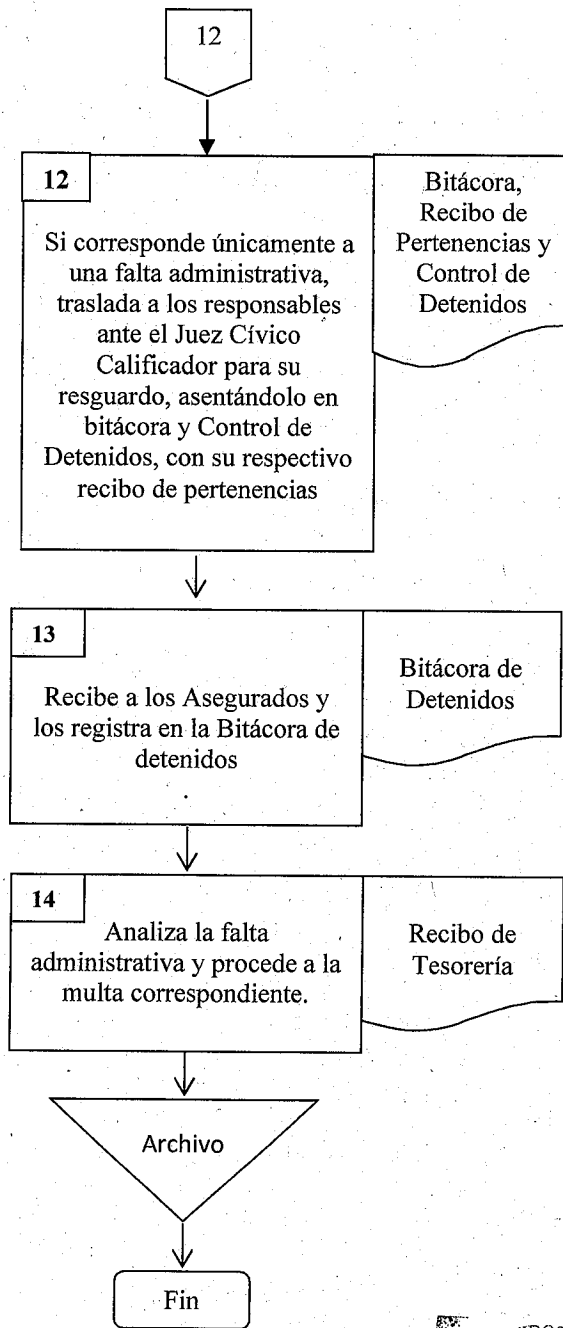 12
12
Si corresponde únicamente a
una falta administrativa,
traslada a los responsables
ante el Juez Cívico
Calificador para su
resguardo, asentándolo en
bitácora y Control de
Detenidos, con su respectivo
recibo de pertenencias
Bitácora,
Recibo de
Pertenencias y
Control de
Detenidos
13
Recibe a los Asegurados y
los registra en la Bitácora de
detenidos
Bitácora de
Detenidos
14
Analiza la falta
administrativa y procede a la
multa correspondiente.
Recibo de
Tesorería
Archivo
Fin